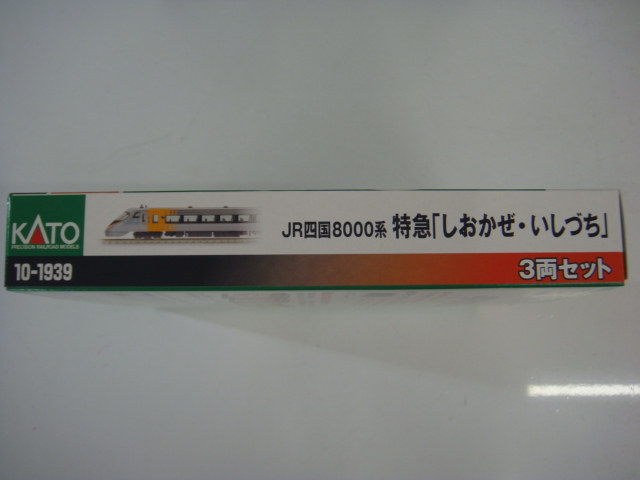 KATO
PRECISION RAILROAD MODELS
10-1939
JR四国8000系 特急「しおかぜ・いしづち」
3両セット